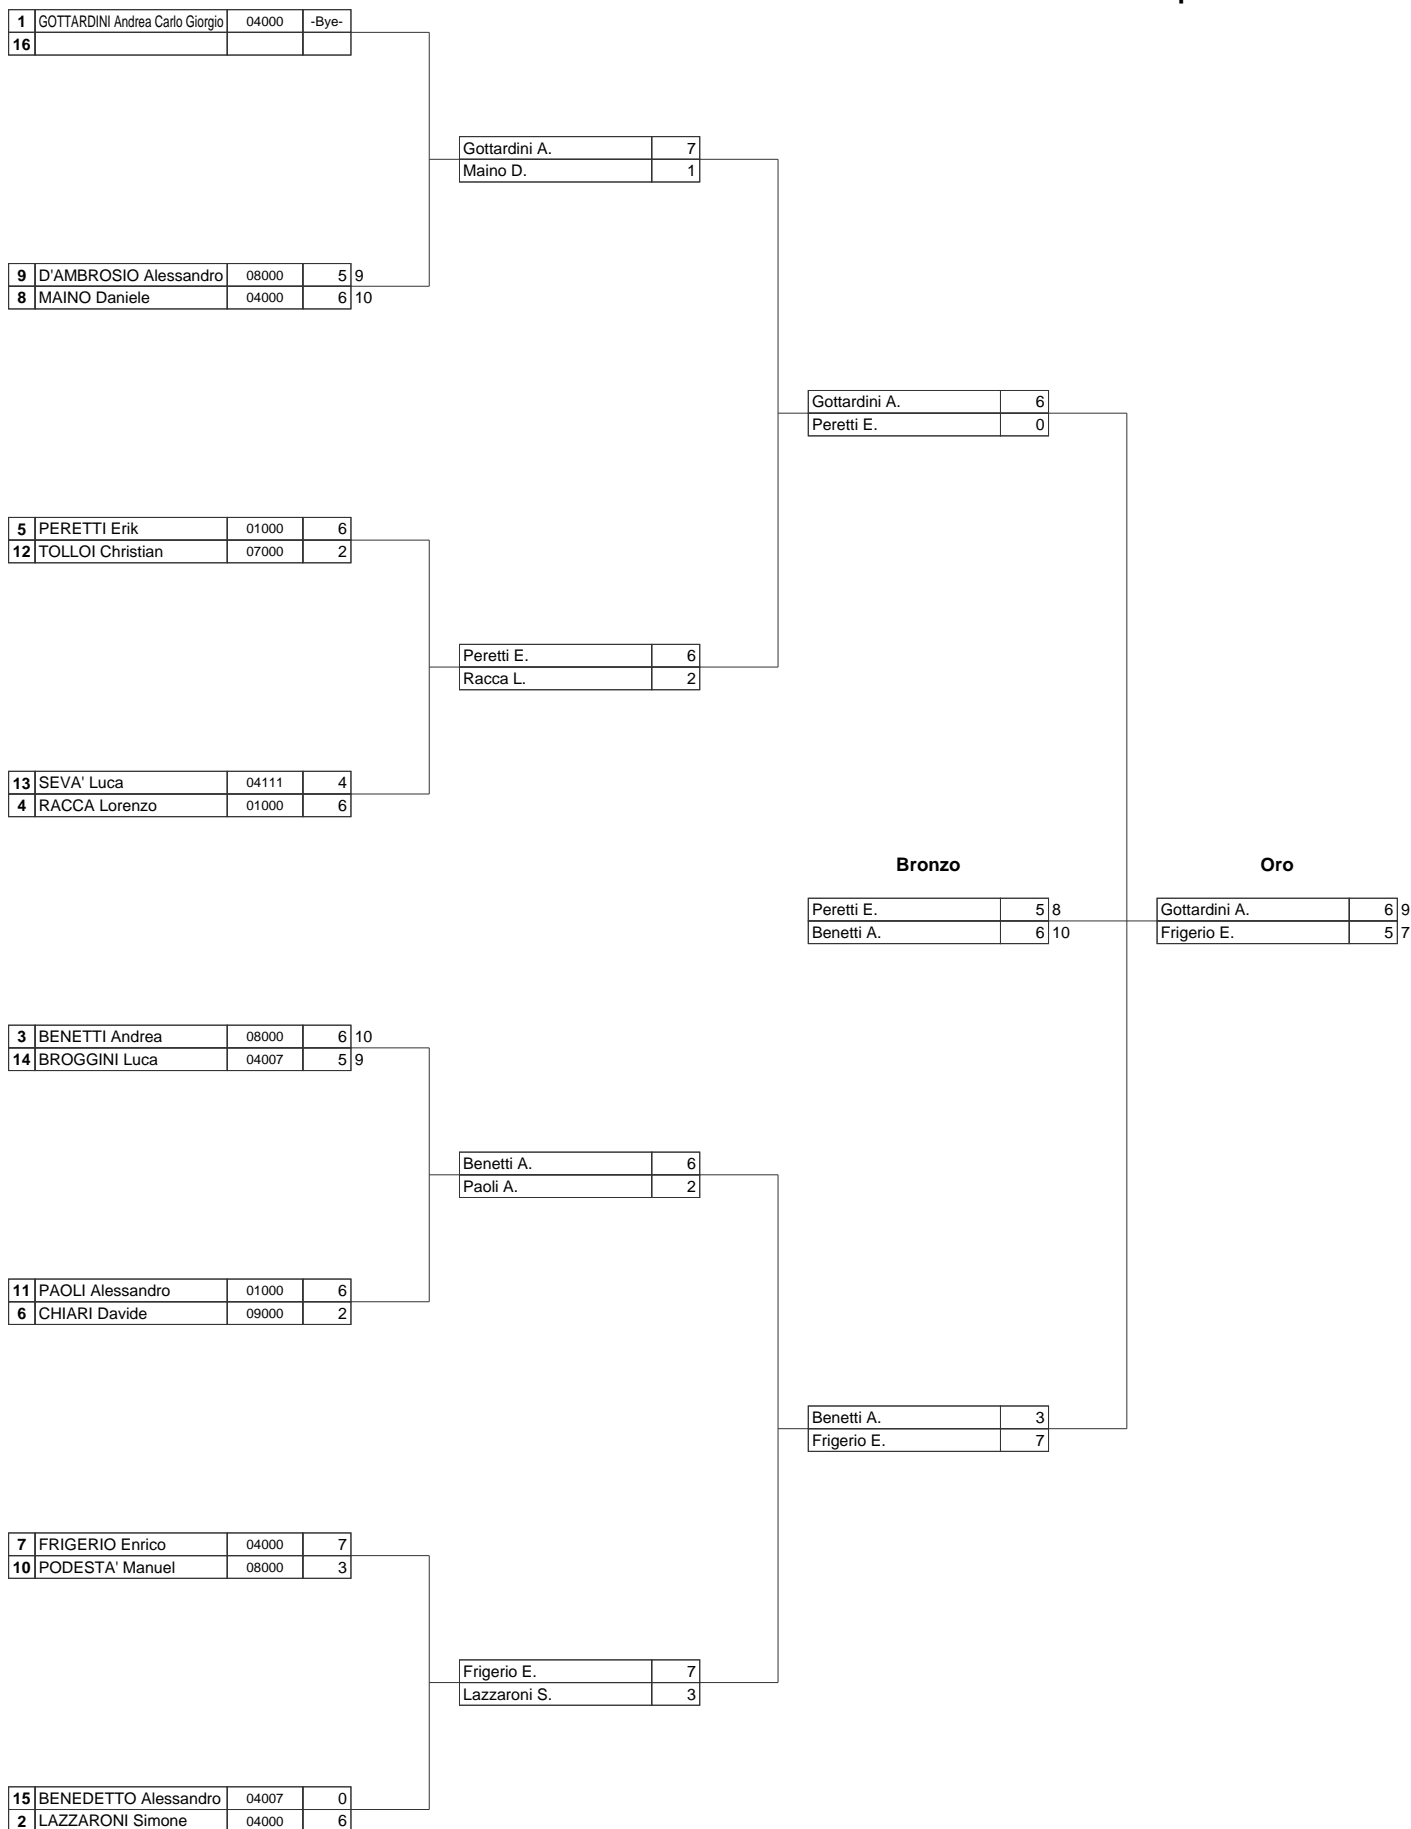 1 GOTTARDINI Andrea Carlo Giorgio 04000 -Bye-
16
Gottardini A. 7
Maino D. 1
9 D'AMBROSIO Alessandro 08000 5 9
8 MAINO Daniele 04000 6 10
Gottardini A. 6
Peretti E. 0
5 PERETTI Erik 01000 6
12 TOLLOI Christian 07000 2
Peretti E. 6
Racca L. 2
13 SEVA' Luca 04111 4
4 RACCA Lorenzo 01000 6
Bronzo Oro
Peretti E. 5 8 Gottardini A. 6 9
Benetti A. 6 10 Frigerio E. 5 7
3 BENETTI Andrea 08000 6 10
14 BROGGINI Luca 04007 5 9
Benetti A. 6
Paoli A. 2
11 PAOLI Alessandro 01000 6
6 CHIARI Davide 09000 2
Benetti A. 3
Frigerio E. 7
7 FRIGERIO Enrico 04000 7
10 PODESTA' Manuel 08000 3
Frigerio E. 7
Lazzaroni S. 3
15 BENEDETTO Alessandro 04007 0
2 LAZZARONI Simone 04000 6